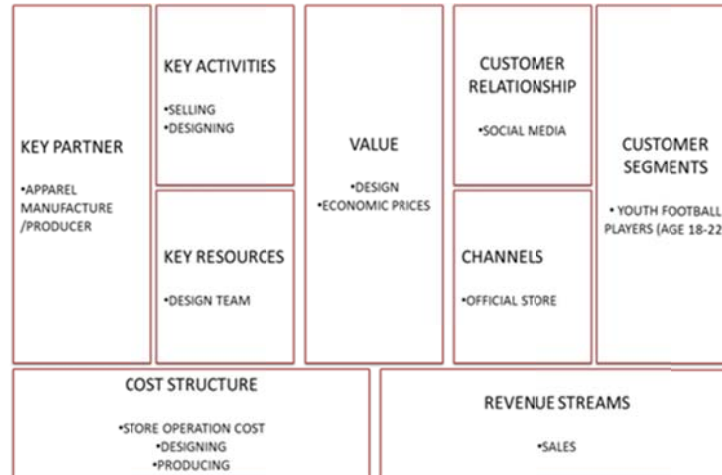 KEY PARTNER
•APPAREL
MANUFACTURE
/PRODUCER
KEY ACTIVITIES
•SELLING
•DESIGNING
KEY RESOURCES
•DESIGN TEAM
VALUE
•DESIGN
•ECONOMIC PRICES
CUSTOMER
RELATIONSHIP
•SOCIAL MEDIA
CHANNELS
•OFFICIAL STORE
CUSTOMER
SEGMENTS
• YOUTH FOOTBALL
PLAYERS (AGE 18-22
COST STRUCTURE
•STORE OPERATION COST
•DESIGNING
•PRODUCING
REVENUE STREAMS
•SALES